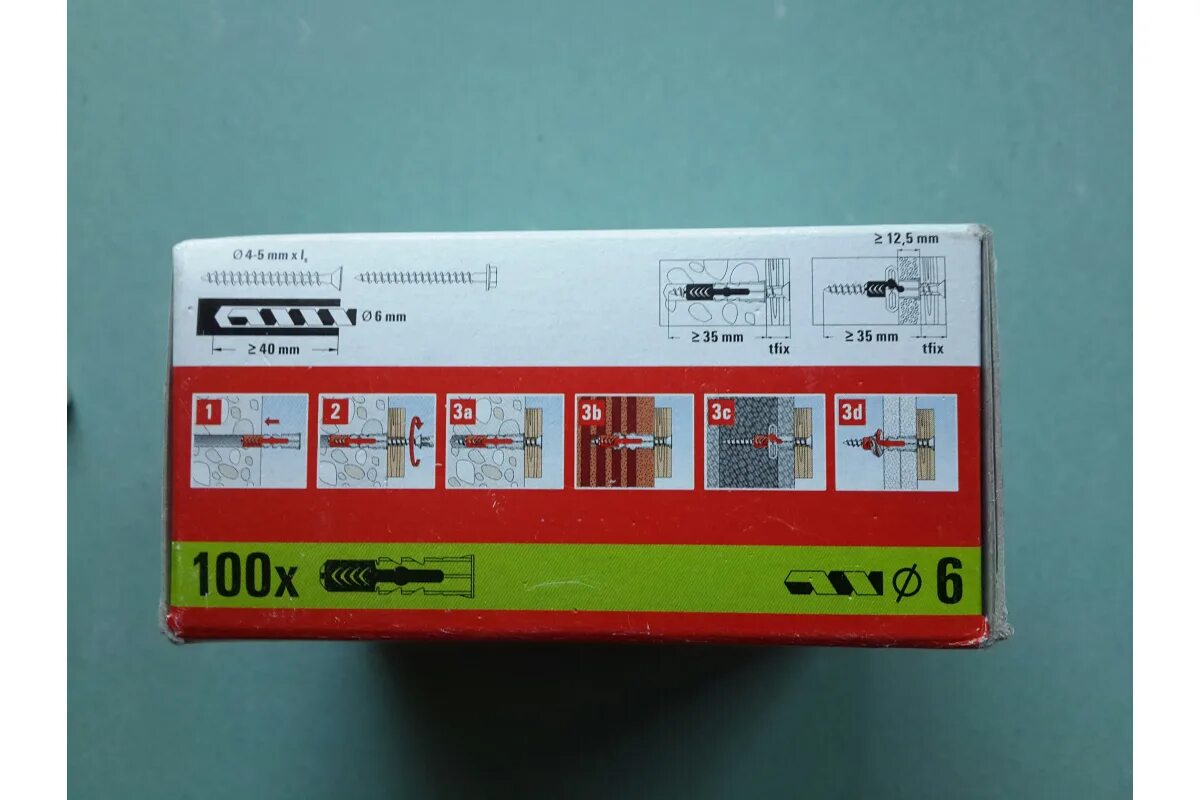 Ø 4-5 mm x lₛ
Ø 6 mm
≥ 40 mm
≥ 35 mm
tfix
≥ 12,5 mm
≥ 35 mm
tfix
1
2
3a
3b
3c
3d
100x
Ø 6